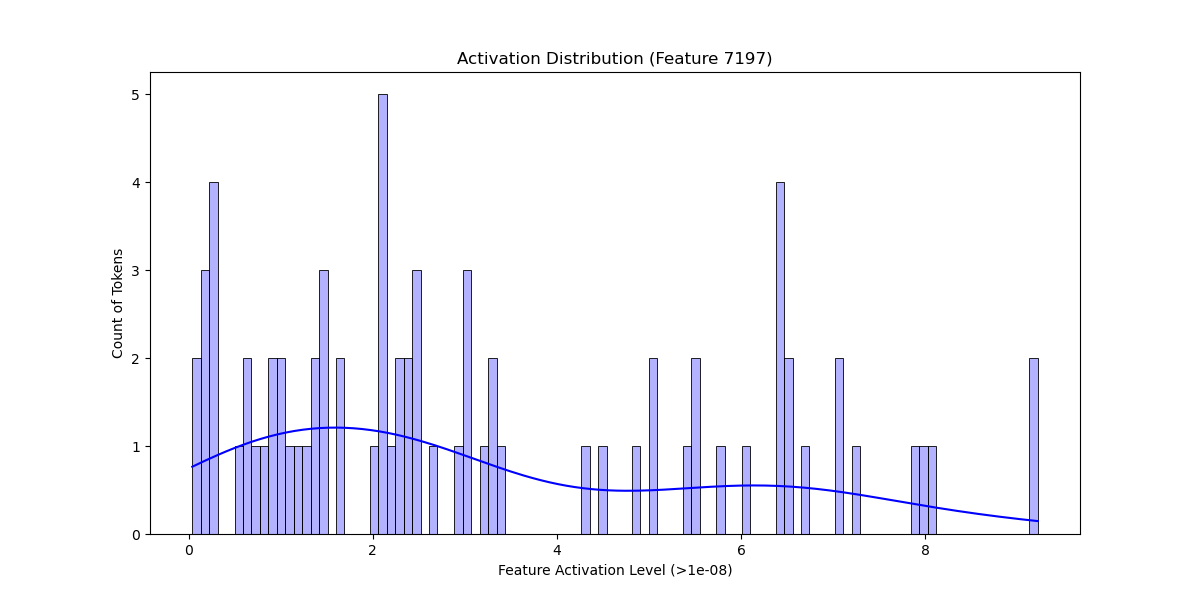 Activation Distribution (Feature 7197)
5
4
3
2
1
0
Count of Tokens
0 2 4 6 8
Feature Activation Level (>1e-08)